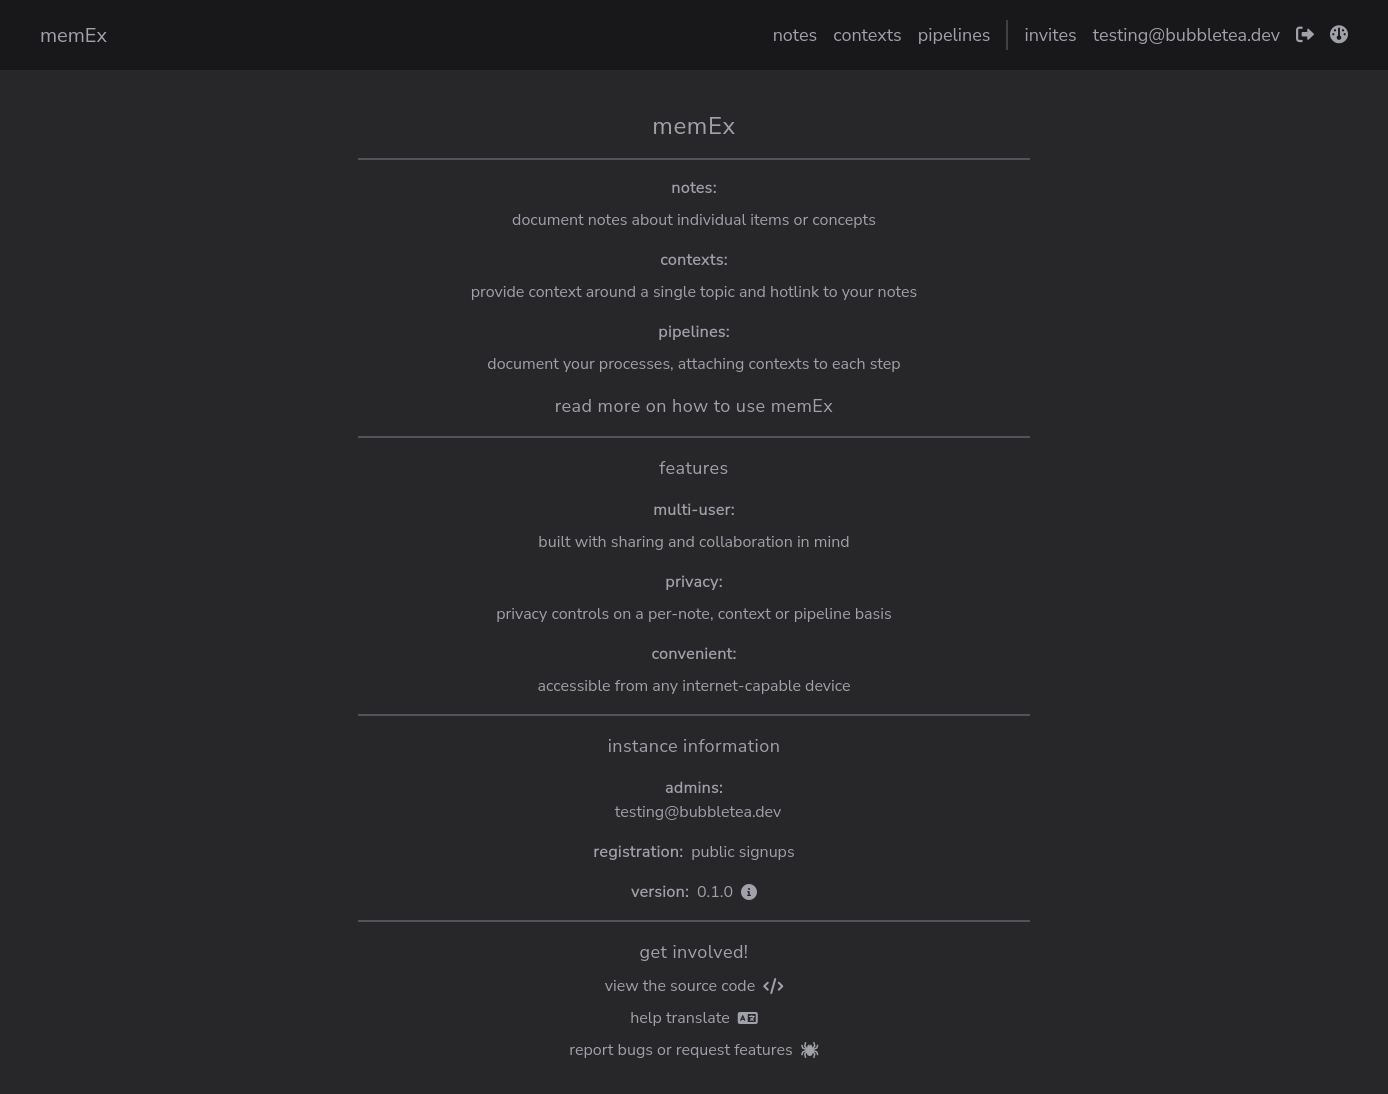 memEx
notes contexts pipelines invites testing@bubbletea.dev
memEx
notes:
document notes about individual items or concepts
contexts:
provide context around a single topic and hotlink to your notes
pipelines:
document your processes, attaching contexts to each step
read more on how to use memEx
features
multi-user:
built with sharing and collaboration in mind
privacy:
privacy controls on a per-note, context or pipeline basis
convenient:
accessible from any internet-capable device
instance information
admins:
testing@bubbletea.dev
registration: public signups
version: 0.1.0
get involved!
view the source code
help translate
report bugs or request features